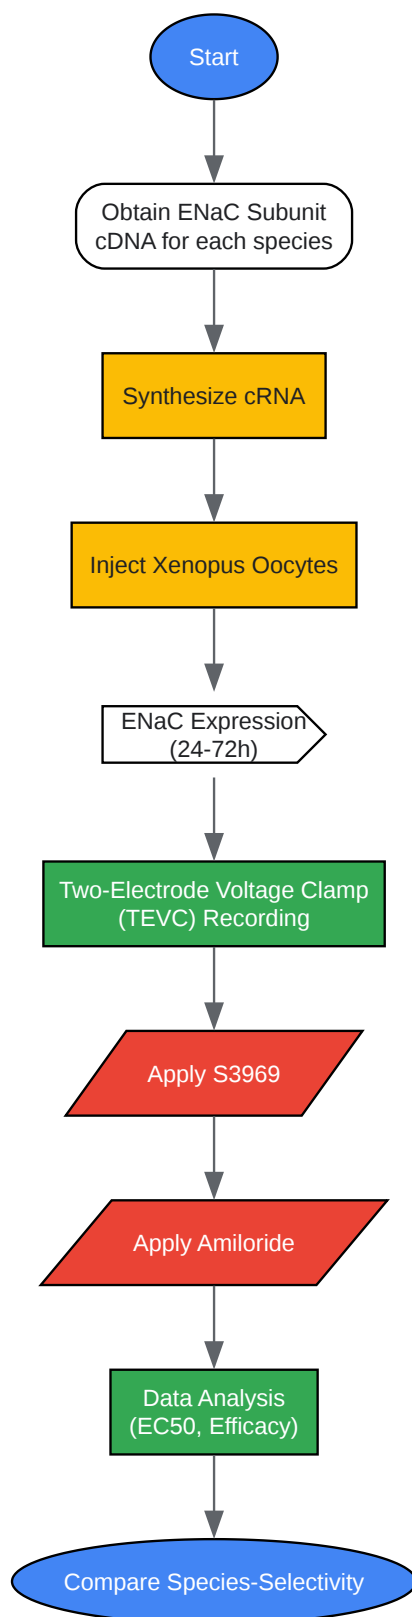 Start
Obtain ENaC Subunit
cDNA for each species
Synthesize cRNA
Inject Xenopus Oocytes
ENaC Expression
(24-72h)
Two-Electrode Voltage Clamp
(TEVC) Recording
Apply S3969
Apply Amiloride
Data Analysis
(EC50, Efficacy)
Compare Species-Selectivity